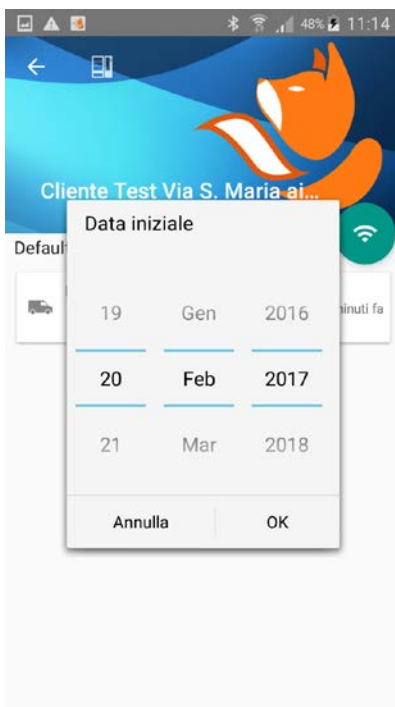 48% 11:14
Cliente Test Via S. Maria ai...
Data iniziale
Defaul
19 Gen 2016
inuti fa
20 Feb 2017
21 Mar 2018
Annulla OK